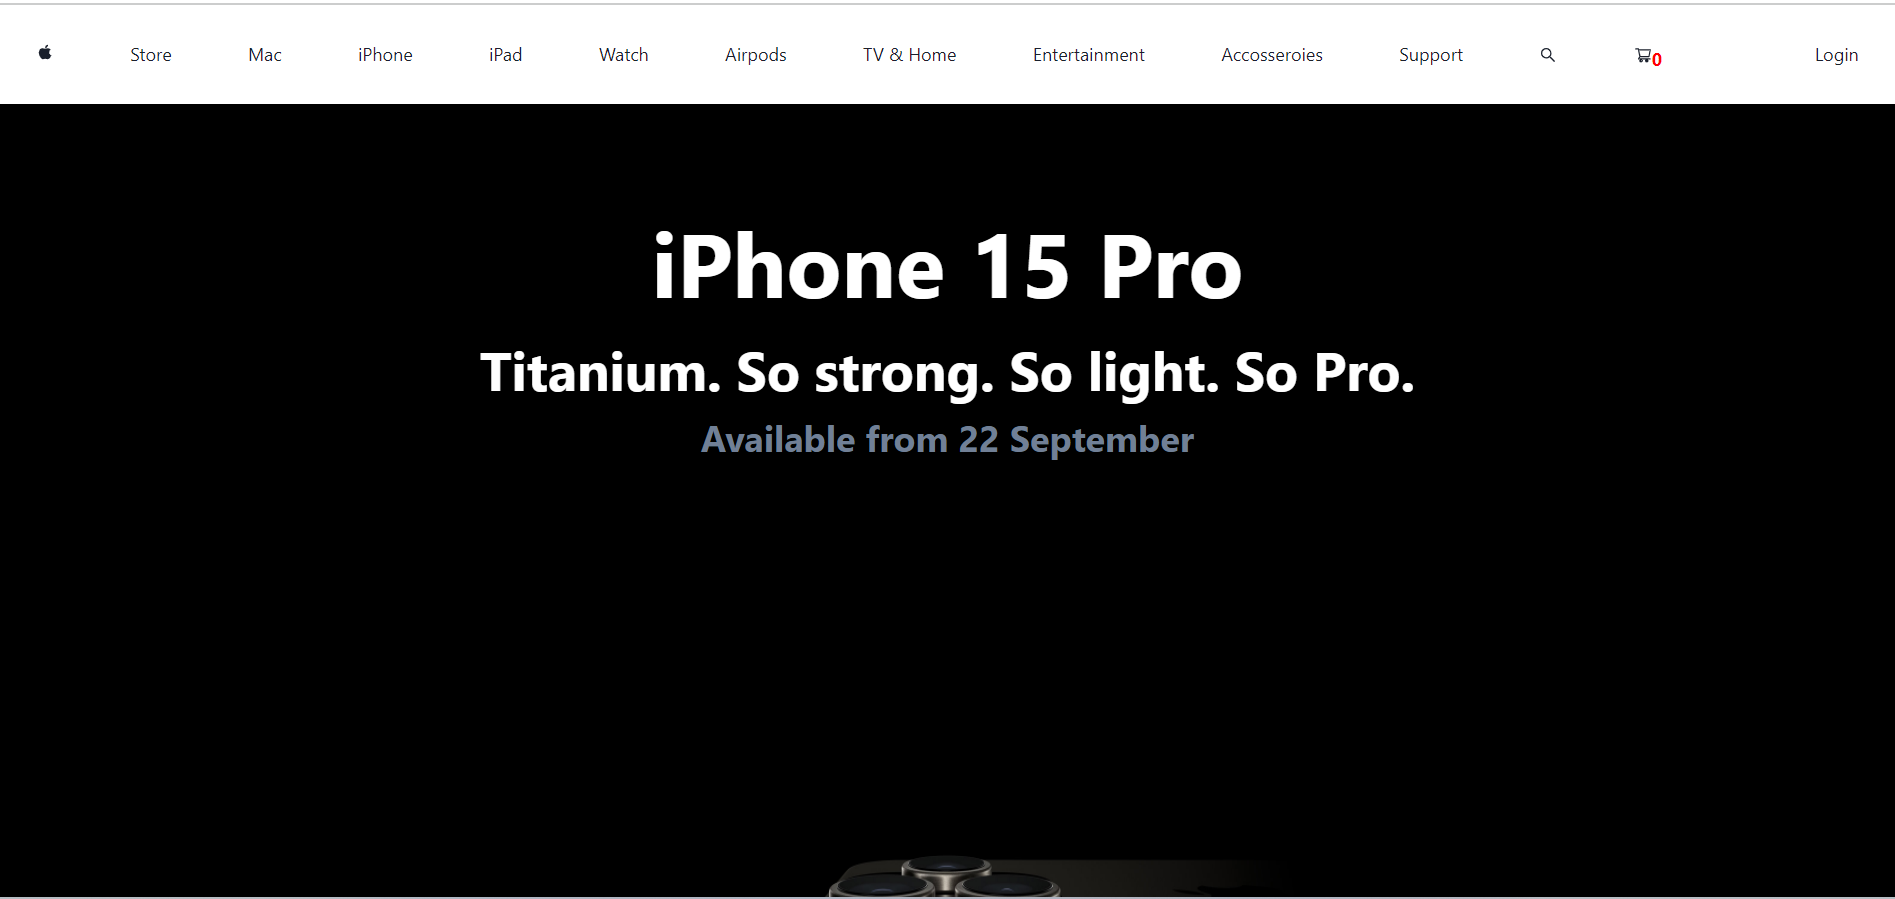 Store Mac iPhone iPad Watch Airpods TV & Home Entertainment Accosseroies Support 0 Login
iPhone 15 Pro
Titanium. So strong. So light. So Pro.
Available from 22 September